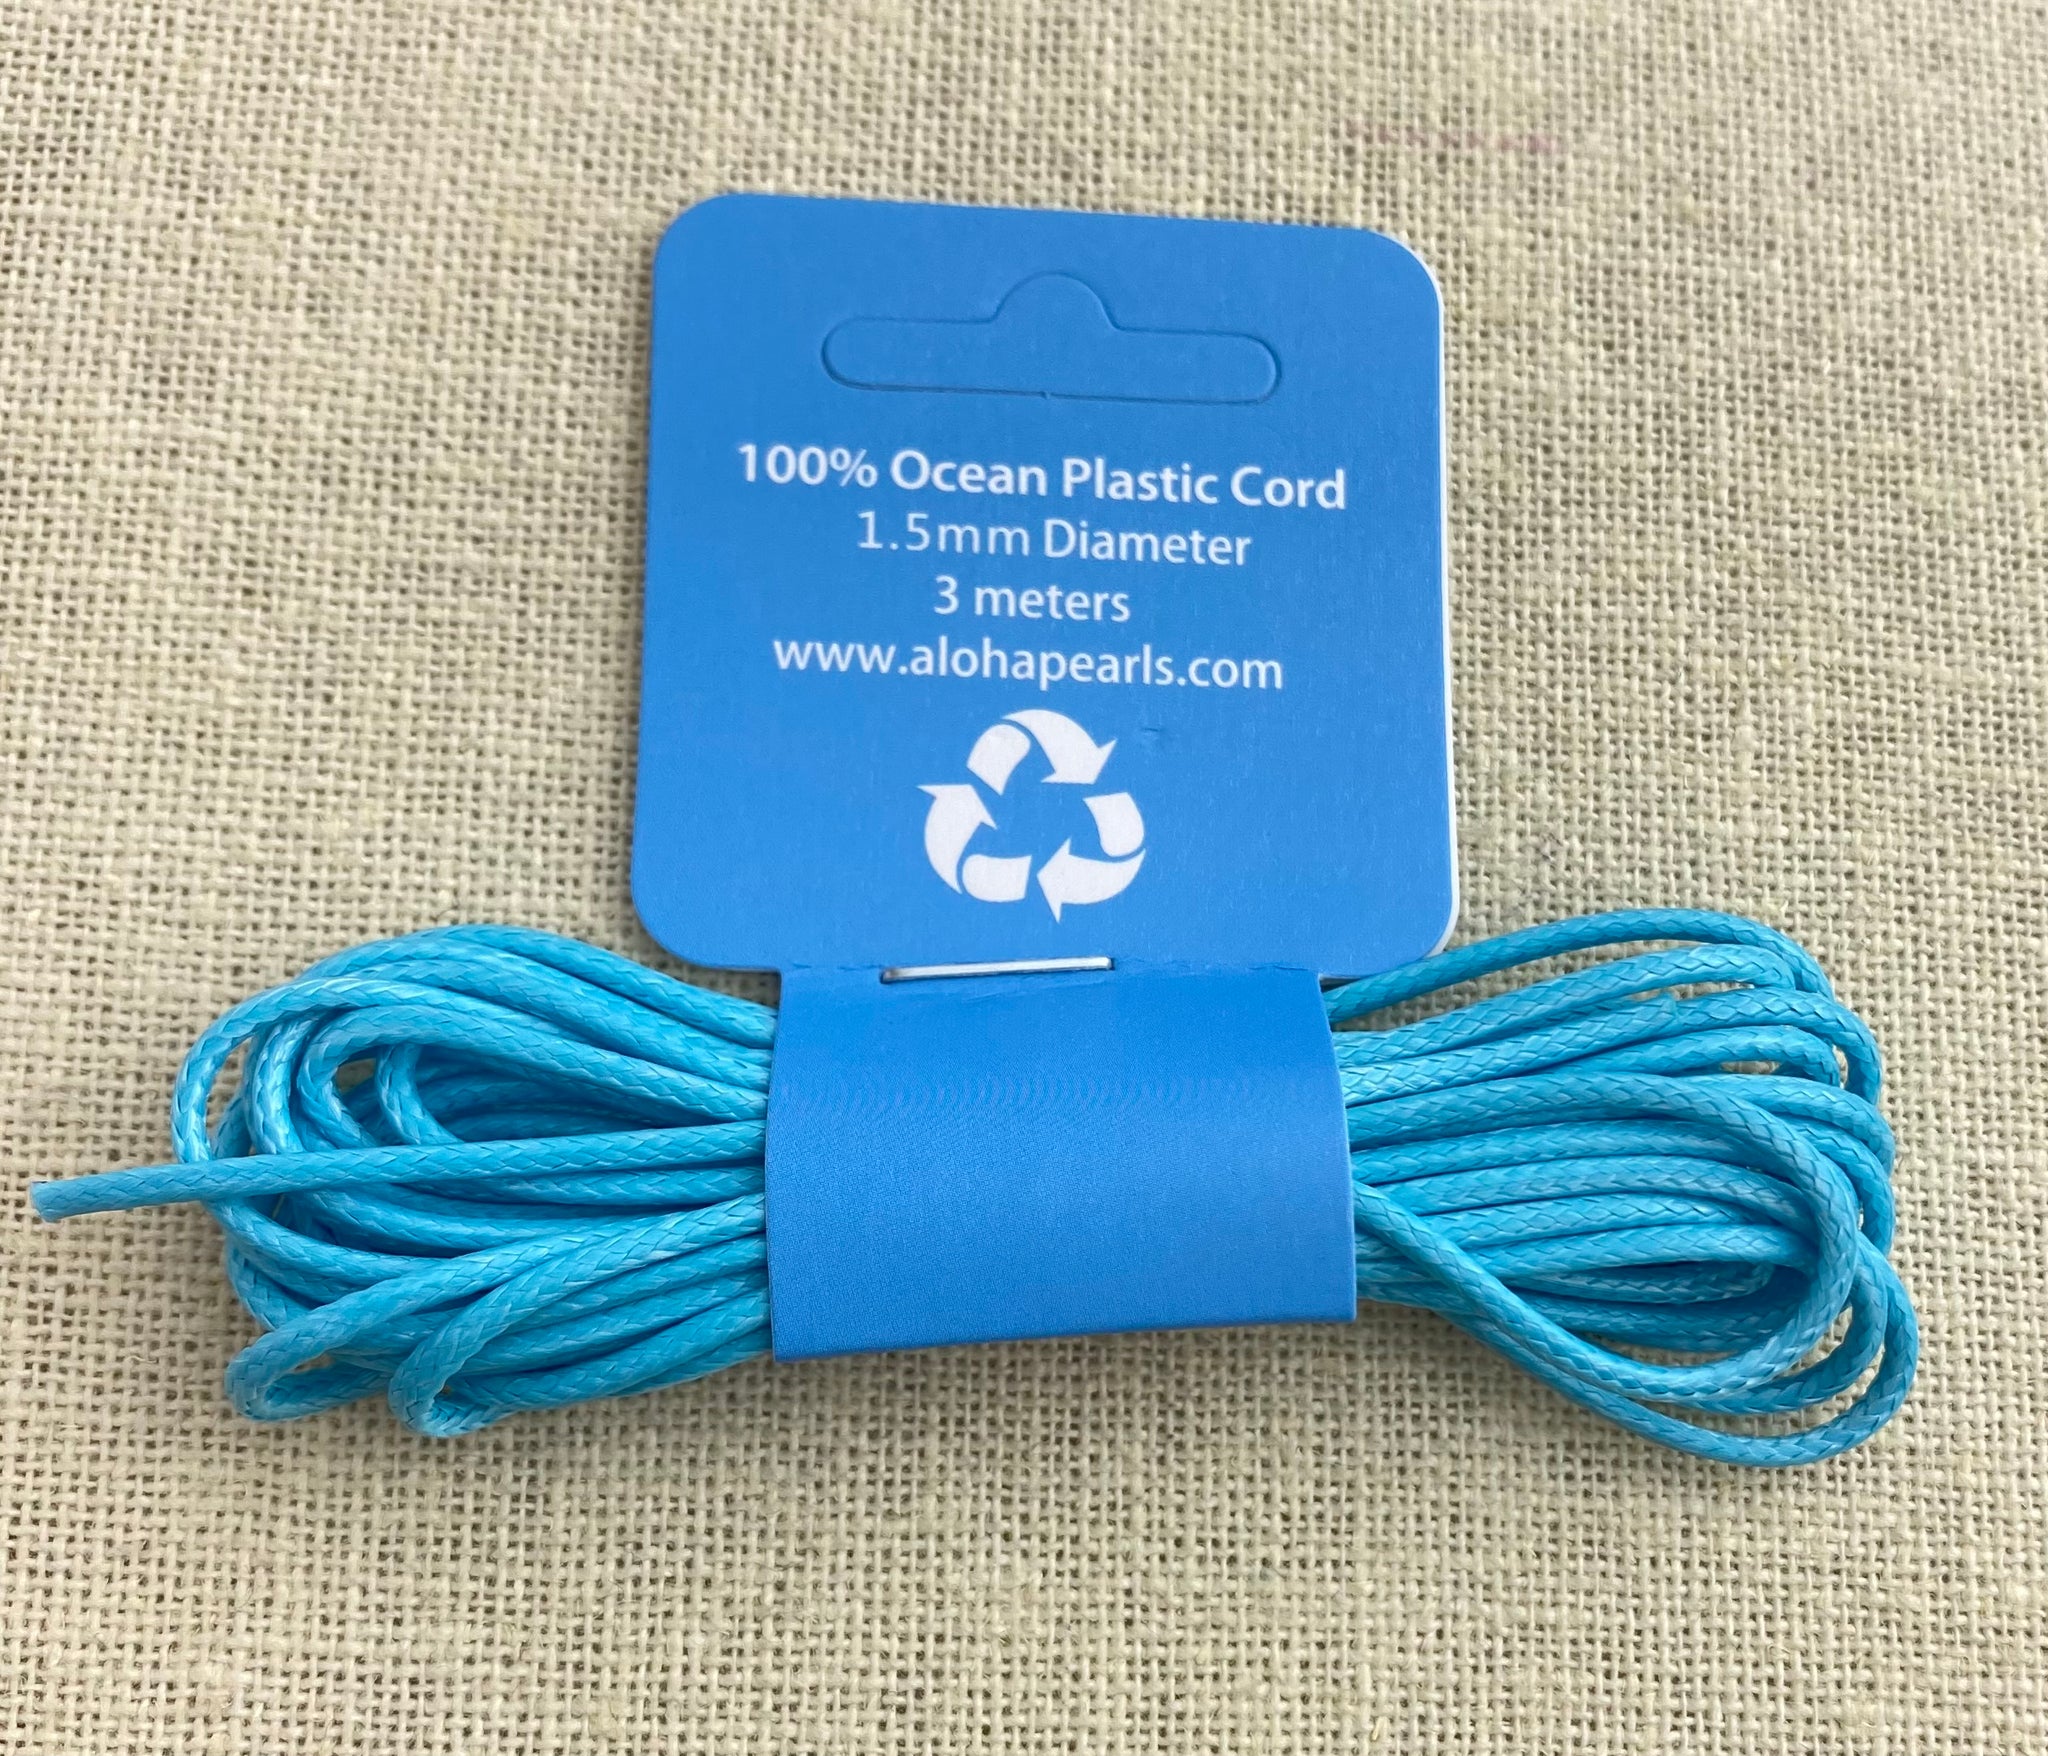 100% Ocean Plastic Cord
1.5mm Diameter
3 meters
www.alohapearls.com